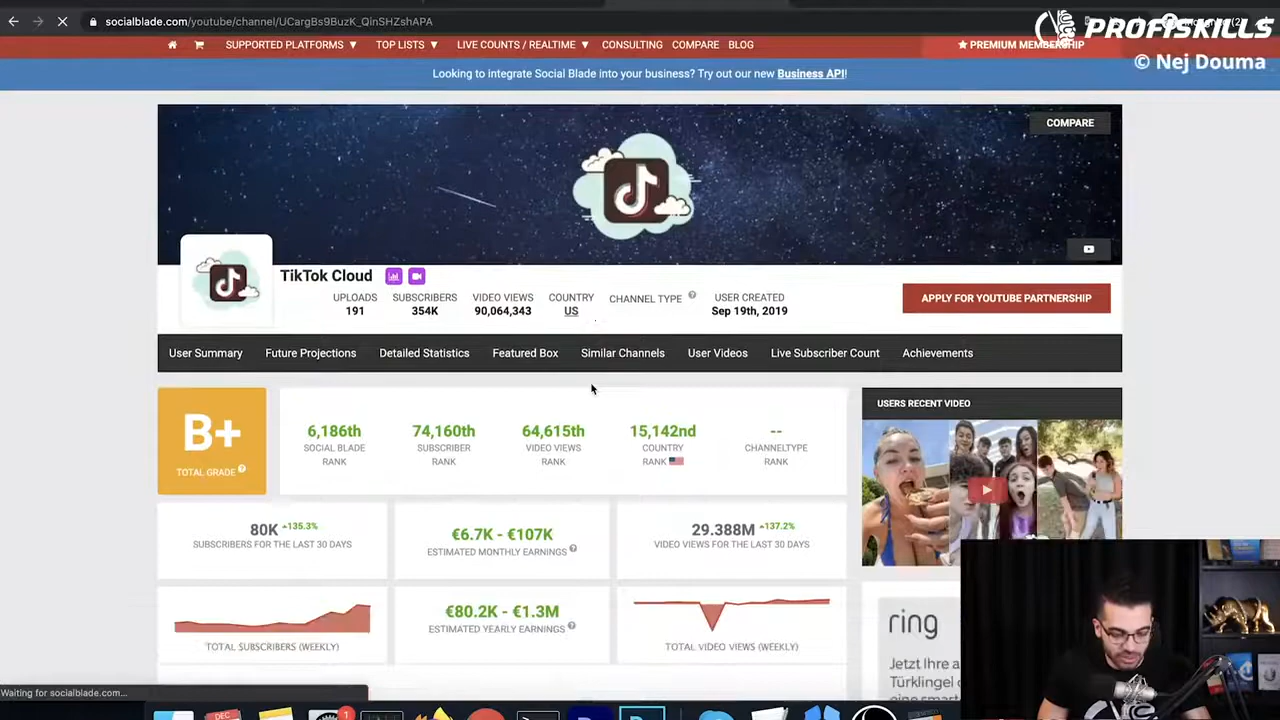 socialblade.com/youtube/channel/UCargBs9BuzK_QinSHZshAPA
PROFISKILLS
SUPPORTED PLATFORMS ▼ TOP LISTS ▼ LIVE COUNTS / REALTIME ▼ CONSULTING COMPARE BLOG
PREMIUM MEMBERSHIP
© Nej Douma
Looking to integrate Social Blade into your business? Try out our new Business API!
COMPARE
TikTok Cloud
UPLOADS SUBSCRIBERS VIDEO VIEWS COUNTRY CHANNEL TYPE USER CREATED
191 354K 90,064,343 US Sep 19th, 2019
APPLY FOR YOUTUBE PARTNERSHIP
User Summary Future Projections Detailed Statistics Featured Box Similar Channels User Videos Live Subscriber Count Achievements
B+
TOTAL GRADE
6,186th 74,160th 64,615th 15,142nd --
SOCIAL BLADE SUBSCRIBER VIDEO VIEWS COUNTRY CHANNELTYPE
RANK RANK RANK RANK RANK
USERS RECENT VIDEO
80K 135.3%
SUBSCRIBERS FOR THE LAST 30 DAYS
€6.7K - €107K
ESTIMATED MONTHLY EARNINGS
29.388M 137.2%
VIDEO VIEWS FOR THE LAST 30 DAYS
TOTAL SUBSCRIBERS (WEEKLY)
€80.2K - €1.3M
ESTIMATED YEARLY EARNINGS
TOTAL VIDEO VIEWS (WEEKLY)
ring
Jetzt Ihre a
Türklingel
eine smart
Waiting for socialblade.com...
DEC
1